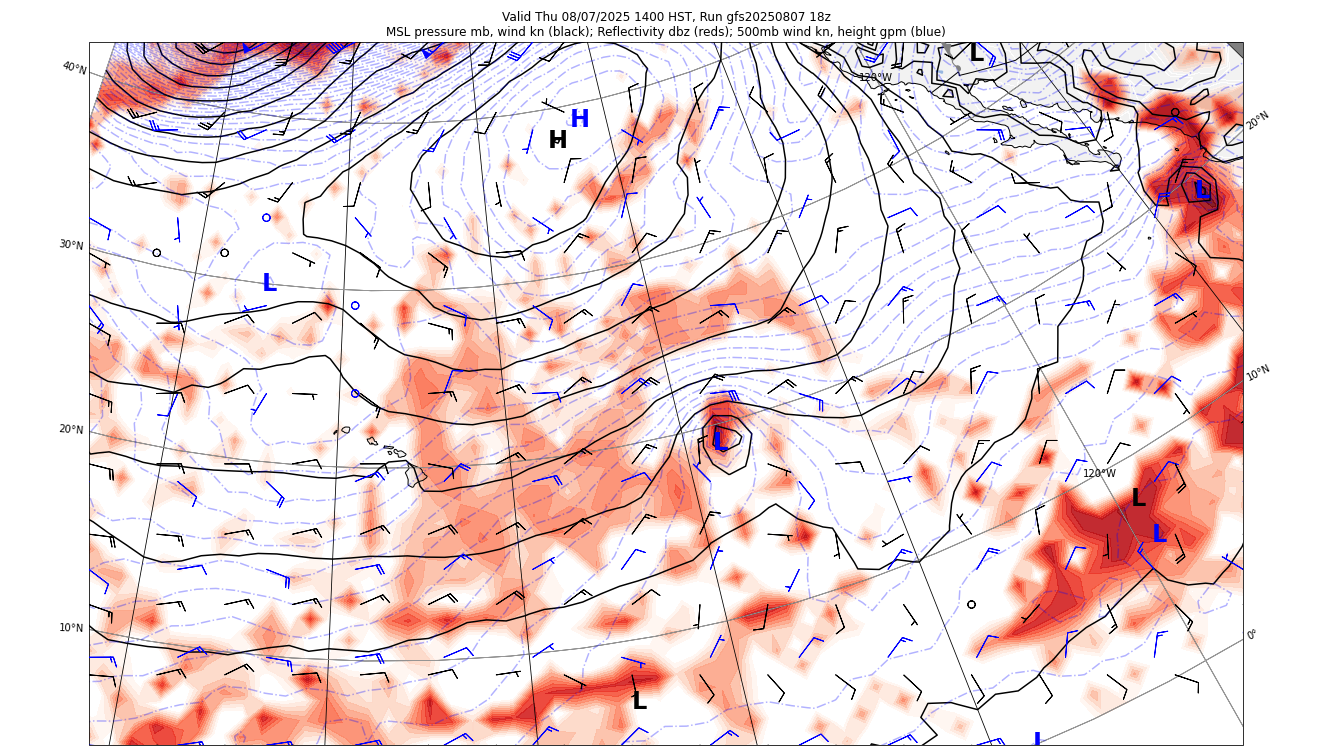 Valid Thu 08/07/2025 1400 HST, Run gfs20250807 18z
MSL pressure mb, wind kn (black); Reflectivity dbz (reds); 500mb wind kn, height gpm (blue)
L
120°W
40°N
H
H
20°N
L
30°N
L
10°N
20°N
L
120°W
L
L
10°N
0°
L
L